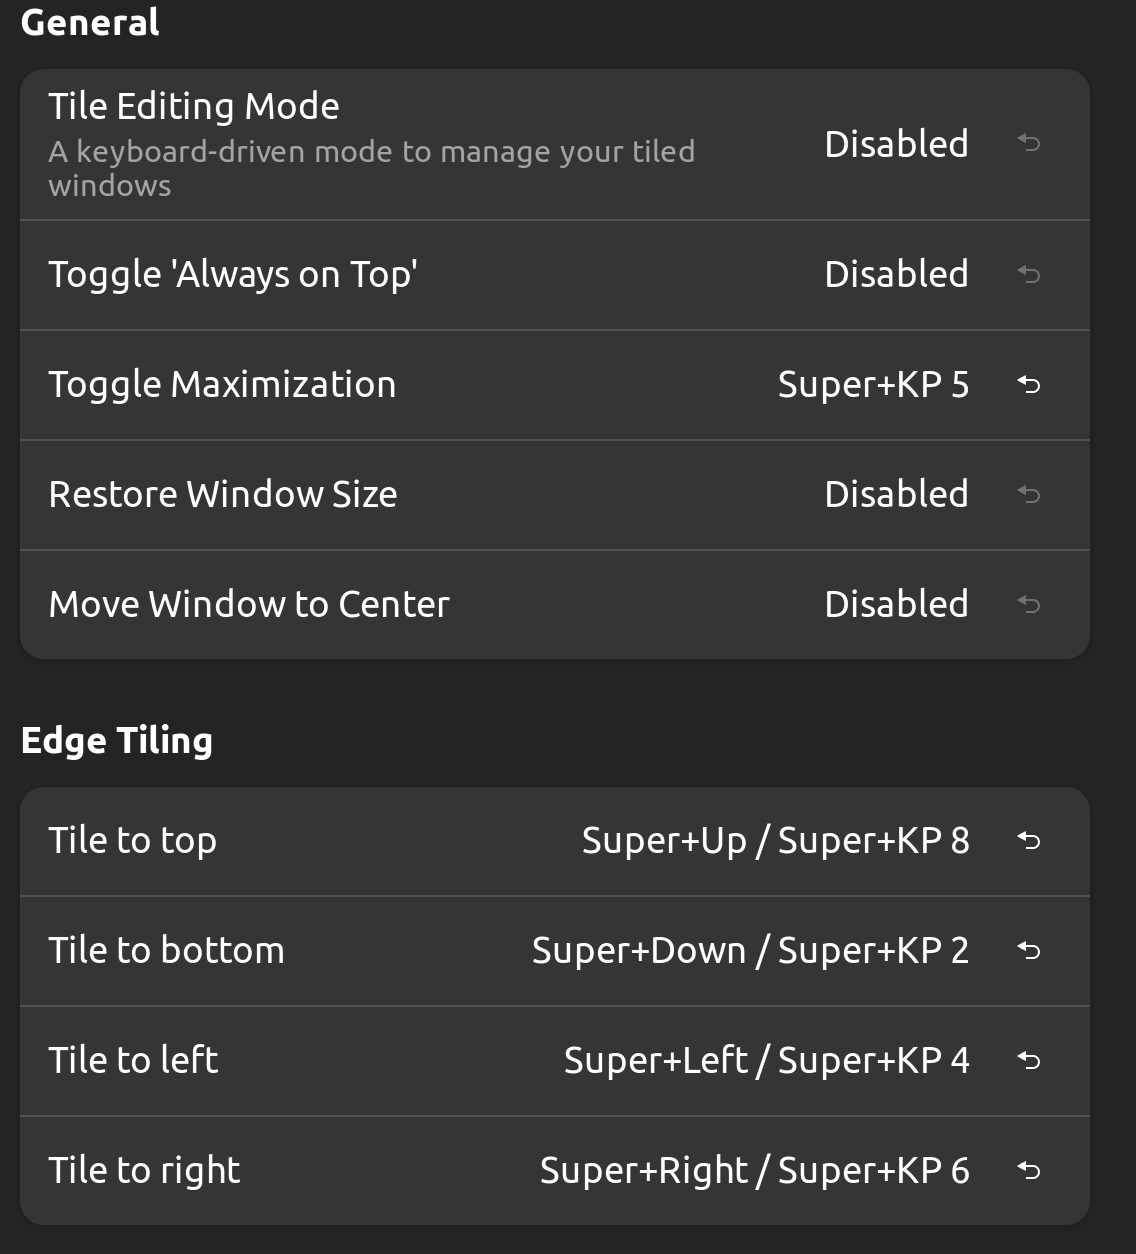 General
Tile Editing Mode
A keyboard-driven mode to manage your tiled
windows
Disabled
Toggle 'Always on Top'
Disabled
Toggle Maximization
Super+KP 5
Restore Window Size
Disabled
Move Window to Center
Disabled
Edge Tiling
Tile to top
Super+Up / Super+KP 8
Tile to bottom
Super+Down / Super+KP 2
Tile to left
Super+Left / Super+KP 4
Tile to right
Super+Right / Super+KP 6